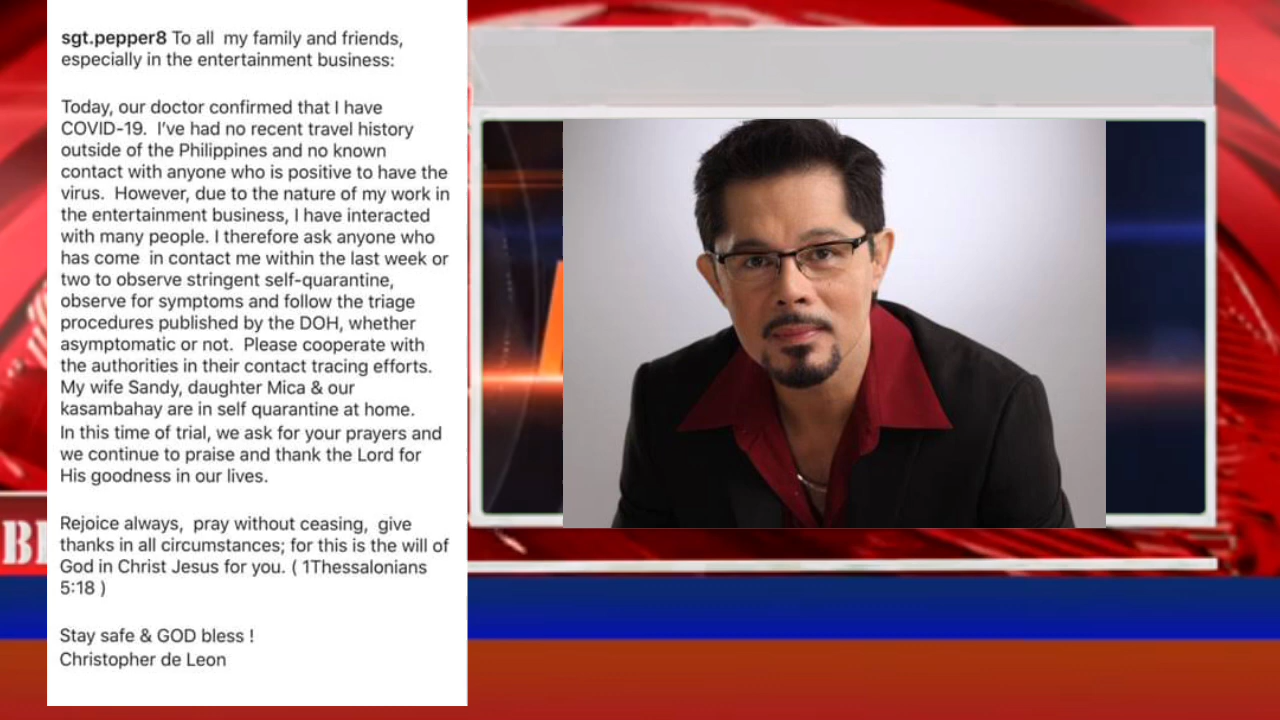 sgt.pepper8 To all  my family and friends,
especially in the entertainment business:
Today, our doctor confirmed that I have
COVID-19.  I've had no recent travel history
outside of the Philippines and no known
contact with anyone who is positive to have the
virus.  However, due to the nature of my work in
the entertainment business, I have interacted
with many people. I therefore ask anyone who
has come  in contact me within the last week or
two to observe stringent self-quarantine,
observe for symptoms and follow the triage
procedures published by the DOH, whether
asymptomatic or not.  Please cooperate with
the authorities in their contact tracing efforts.
My wife Sandy, daughter Mica & our
kasambahay are in self quarantine at home.
In this time of trial, we ask for your prayers and
we continue to praise and thank the Lord for
His goodness in our lives.
Rejoice always,  pray without ceasing,  give
thanks in all circumstances; for this is the will of
God in Christ Jesus for you. ( 1Thessalonians
5:18 )
Stay safe & GOD bless !
Christopher de Leon